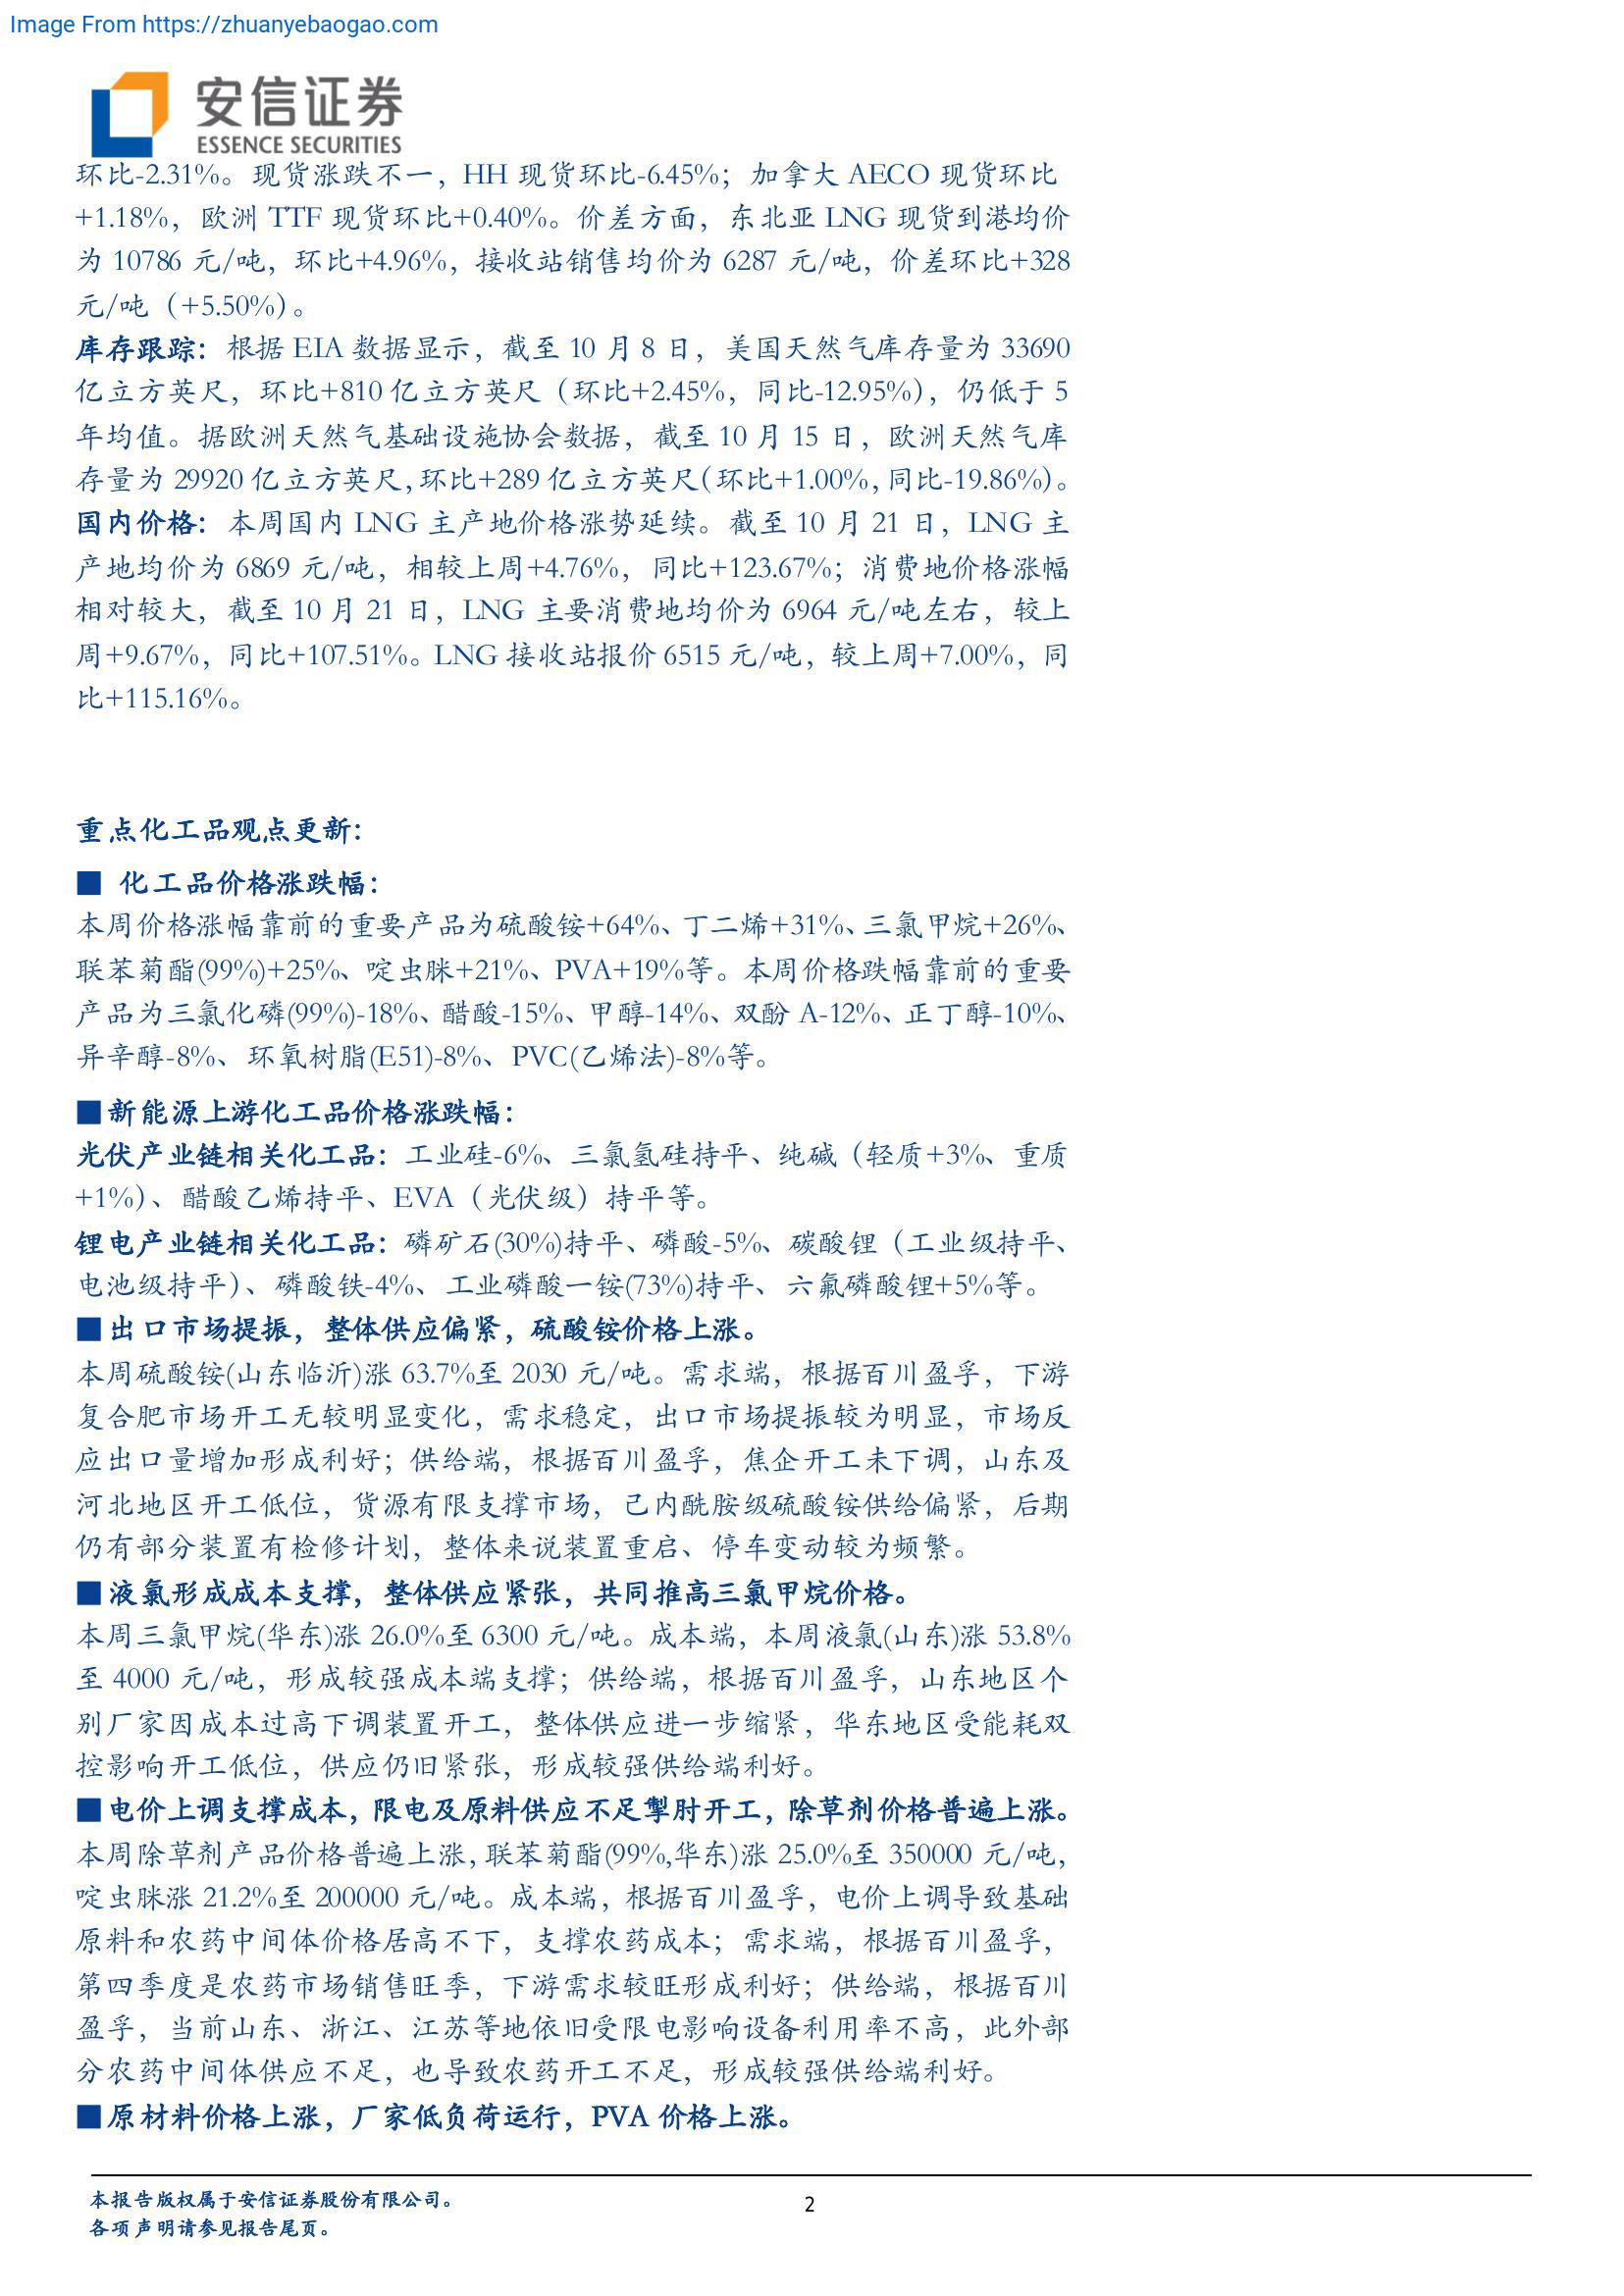 Image From https://zhuanyebaogao.com
安信证券
ESSENCE SECURITIES
环比-2.31%。现货涨跌不一，HH 现货环比-6.45%；加拿大 AECO 现货环比
+1.18%，欧洲 TTF 现货环比+0.40%。价差方面，东北亚 LNG 现货到港均价
为 10786 元/吨，环比+4.96%，接收站销售均价为 6287 元/吨，价差环比+328
元/吨（+5.50%）。
库存跟踪：根据 EIA 数据显示，截至 10 月 8 日，美国天然气库存量为 33690
亿立方英尺，环比+810 亿立方英尺（环比+2.45%，同比-12.95%），仍低于 5
年均值。据欧洲天然气基础设施协会数据，截至 10 月 15 日，欧洲天然气库
存量为 29920 亿立方英尺,环比+289 亿立方英尺（环比+1.00%,同比-19.86%）。
国内价格：本周国内 LNG 主产地价格涨势延续。截至 10 月 21 日，LNG 主
产地均价为 6869 元/吨，相较上周+4.76%，同比+123.67%；消费地价格涨幅
相对较大，截至 10 月 21 日，LNG 主要消费地均价为 6964 元/吨左右，较上
周+9.67%，同比+107.51%。LNG 接收站报价 6515 元/吨，较上周+7.00%，同
比+115.16%。
重点化工品观点更新：
■ 化工品价格涨跌幅：
本周价格涨幅靠前的重要产品为硫酸铵+64%、丁二烯+31%、三氯甲烷+26%、
联苯菊酯(99%)+25%、啶虫脒+21%、PVA+19%等。本周价格跌幅靠前的重要
产品为三氯化磷(99%)-18%、醋酸-15%、甲醇-14%、双酚 A-12%、正丁醇-10%、
异辛醇-8%、环氧树脂(E51)-8%、PVC(乙烯法)-8%等。
■新能源上游化工品价格涨跌幅：
光伏产业链相关化工品：工业硅-6%、三氯氢硅持平、纯碱（轻质+3%、重质
+1%）、醋酸乙烯持平、EVA（光伏级）持平等。
锂电产业链相关化工品：磷矿石(30%)持平、磷酸-5%、碳酸锂（工业级持平、
电池级持平）、磷酸铁-4%、工业磷酸一铵(73%)持平、六氟磷酸锂+5%等。
■出口市场提振，整体供应偏紧，硫酸铵价格上涨。
本周硫酸铵(山东临沂)涨 63.7%至 2030 元/吨。需求端，根据百川盈孚，下游
复合肥市场开工无较明显变化，需求稳定，出口市场提振较为明显，市场反
应出口量增加形成利好；供给端，根据百川盈孚，焦企开工未下调，山东及
河北地区开工低位，货源有限支撑市场，己内酰胺级硫酸铵供给偏紧，后期
仍有部分装置有检修计划，整体来说装置重启、停车变动较为频繁。
■液氯形成成本支撑，整体供应紧张，共同推高三氯甲烷价格。
本周三氯甲烷(华东)涨 26.0%至 6300 元/吨。成本端，本周液氯(山东)涨 53.8%
至 4000 元/吨，形成较强成本端支撑；供给端，根据百川盈孚，山东地区个
别厂家因成本过高下调装置开工，整体供应进一步缩紧，华东地区受能耗双
控影响开工低位，供应仍旧紧张，形成较强供给端利好。
■电价上调支撑成本，限电及原料供应不足掣肘开工，除草剂价格普遍上涨。
本周除草剂产品价格普遍上涨,联苯菊酯(99%,华东)涨 25.0%至 350000 元/吨，
啶虫脒涨 21.2%至 200000 元/吨。成本端，根据百川盈孚，电价上调导致基础
原料和农药中间体价格居高不下，支撑农药成本；需求端，根据百川盈孚，
第四季度是农药市场销售旺季，下游需求较旺形成利好；供给端，根据百川
盈孚，当前山东、浙江、江苏等地依旧受限电影响设备利用率不高，此外部
分农药中间体供应不足，也导致农药开工不足，形成较强供给端利好。
■原材料价格上涨，厂家低负荷运行，PVA 价格上涨。
本报告版权属于安信证券股份有限公司。
2
各项声明请参见报告尾页。